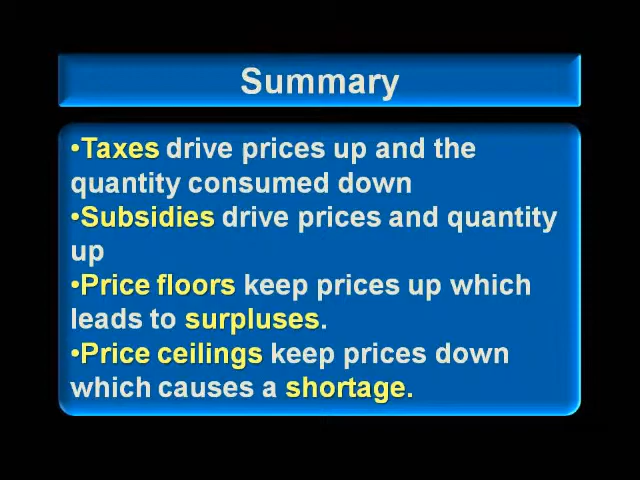 Summary
•Taxes drive prices up and the
quantity consumed down
•Subsidies drive prices and quantity
up
•Price floors keep prices up which
leads to surpluses.
•Price ceilings keep prices down
which causes a shortage.